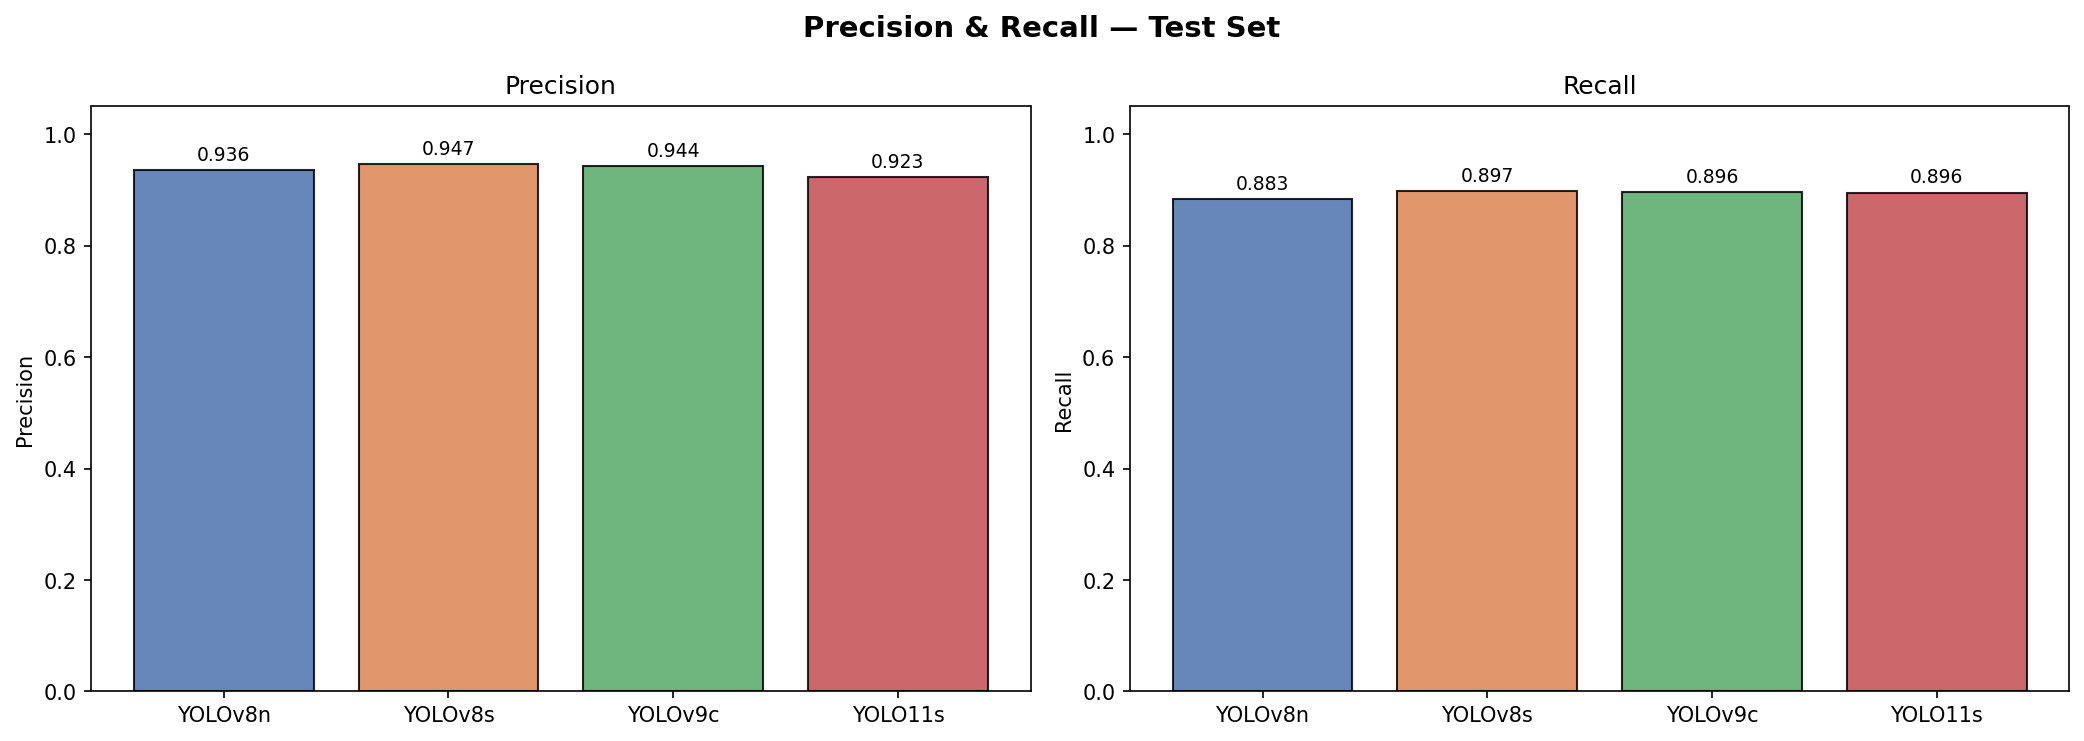 Precision & Recall — Test Set
Precision
Precision
1.0
0.8
0.6
0.4
0.2
0.0
0.936
0.947
0.944
0.923
YOLOv8n
YOLOv8s
YOLOv9c
YOLO11s
Recall
Recall
1.0
0.8
0.6
0.4
0.2
0.0
0.883
0.897
0.896
0.896
YOLOv8n
YOLOv8s
YOLOv9c
YOLO11s